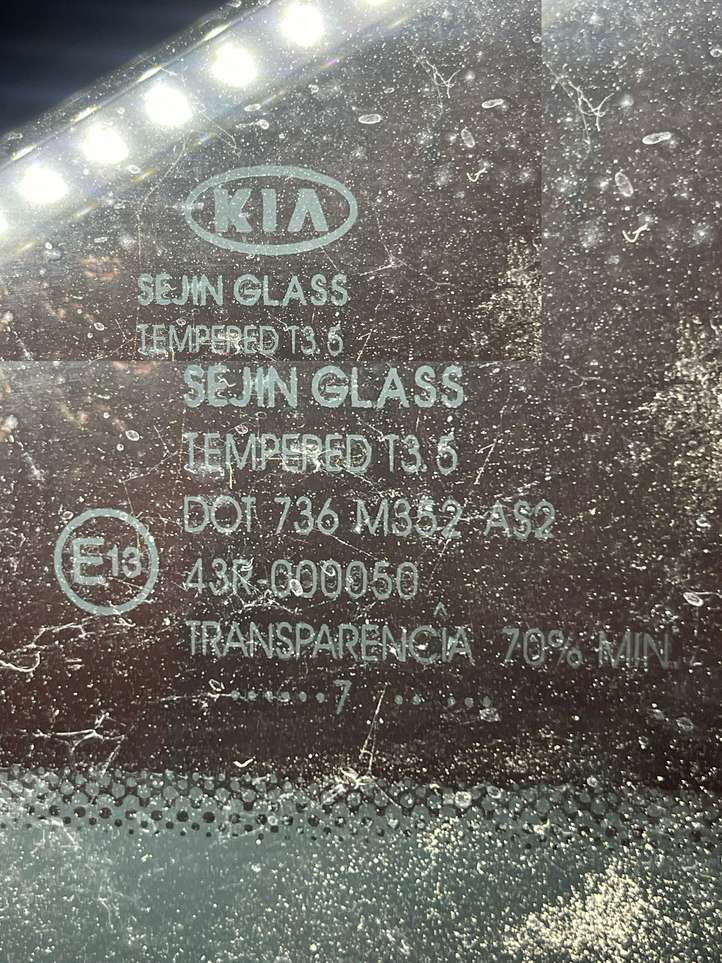 KIA
SEJIN GLASS
TEMPERED T3.5
SEJIN GLASS
TEMPERED T3.5
DOT 736 M352 AS2
E13
43R-000050
TRANSPARENCÎA 70% MIN.
•••••• 7 •• •••